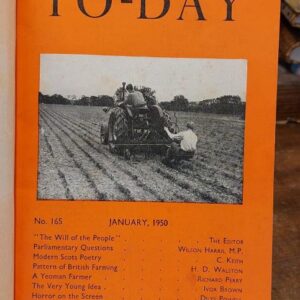 TO-DAY
No. 165 JANUARY, 1950
"The Will of the People" . . . The Editor
Parliamentary Questions . . . Wilson Harris, M.P.
Modern Scots Poetry . . . C. Keith
Pattern of British Farming . . . H. D. Walston
A Yeoman Farmer . . . Richard Perry
The Very Young Idea . . . Ivor Brown
Horror on the Screen